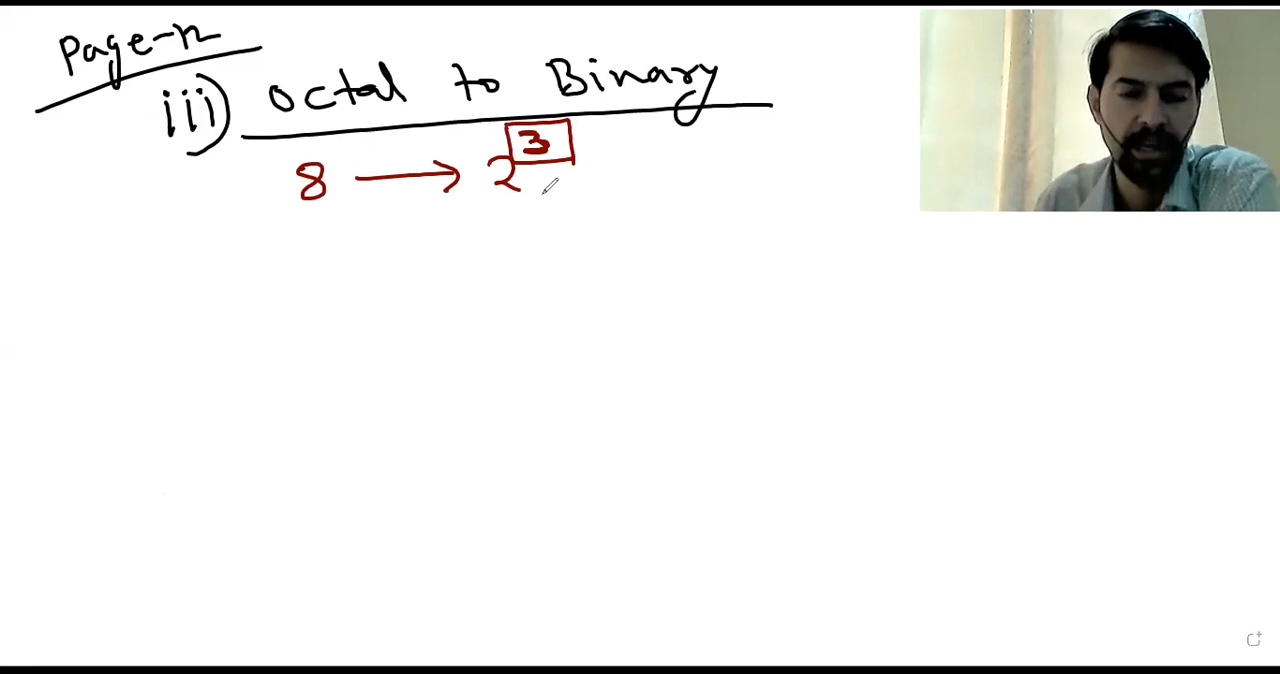 Page-12
iii) Octal to Binary
8 → 2³